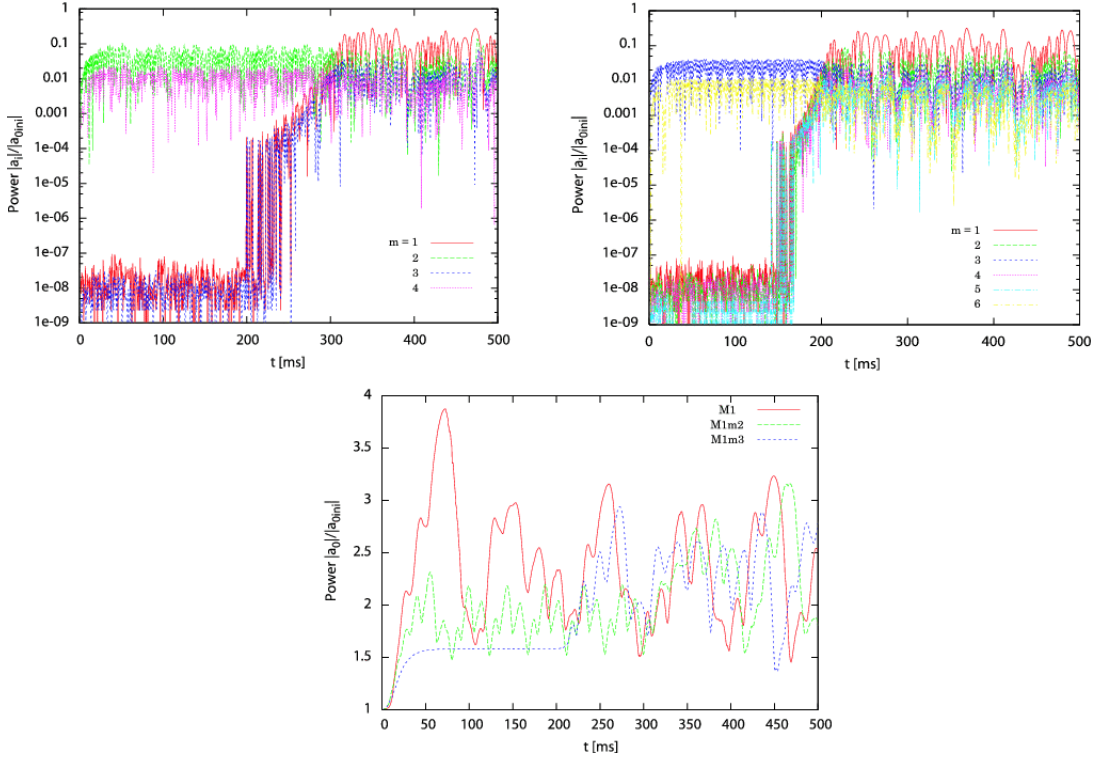 1
0.1
0.01
0.001
1e-04
1e-05
1e-06
1e-07
1e-08
1e-09
Power |a_i|/|a_0ini|
m = 1
2
3
4
0 100 200 300 400 500
t [ms]
1
0.1
0.01
0.001
1e-04
1e-05
1e-06
1e-07
1e-08
1e-09
Power |a_i|/|a_0ini|
m = 1
2
3
4
5
6
0 100 200 300 400 500
t [ms]
4
3.5
3
2.5
2
1.5
1
Power |a_0|/|a_0ini|
M1
M1m2
M1m3
0 50 100 150 200 250 300 350 400 450 500
t [ms]